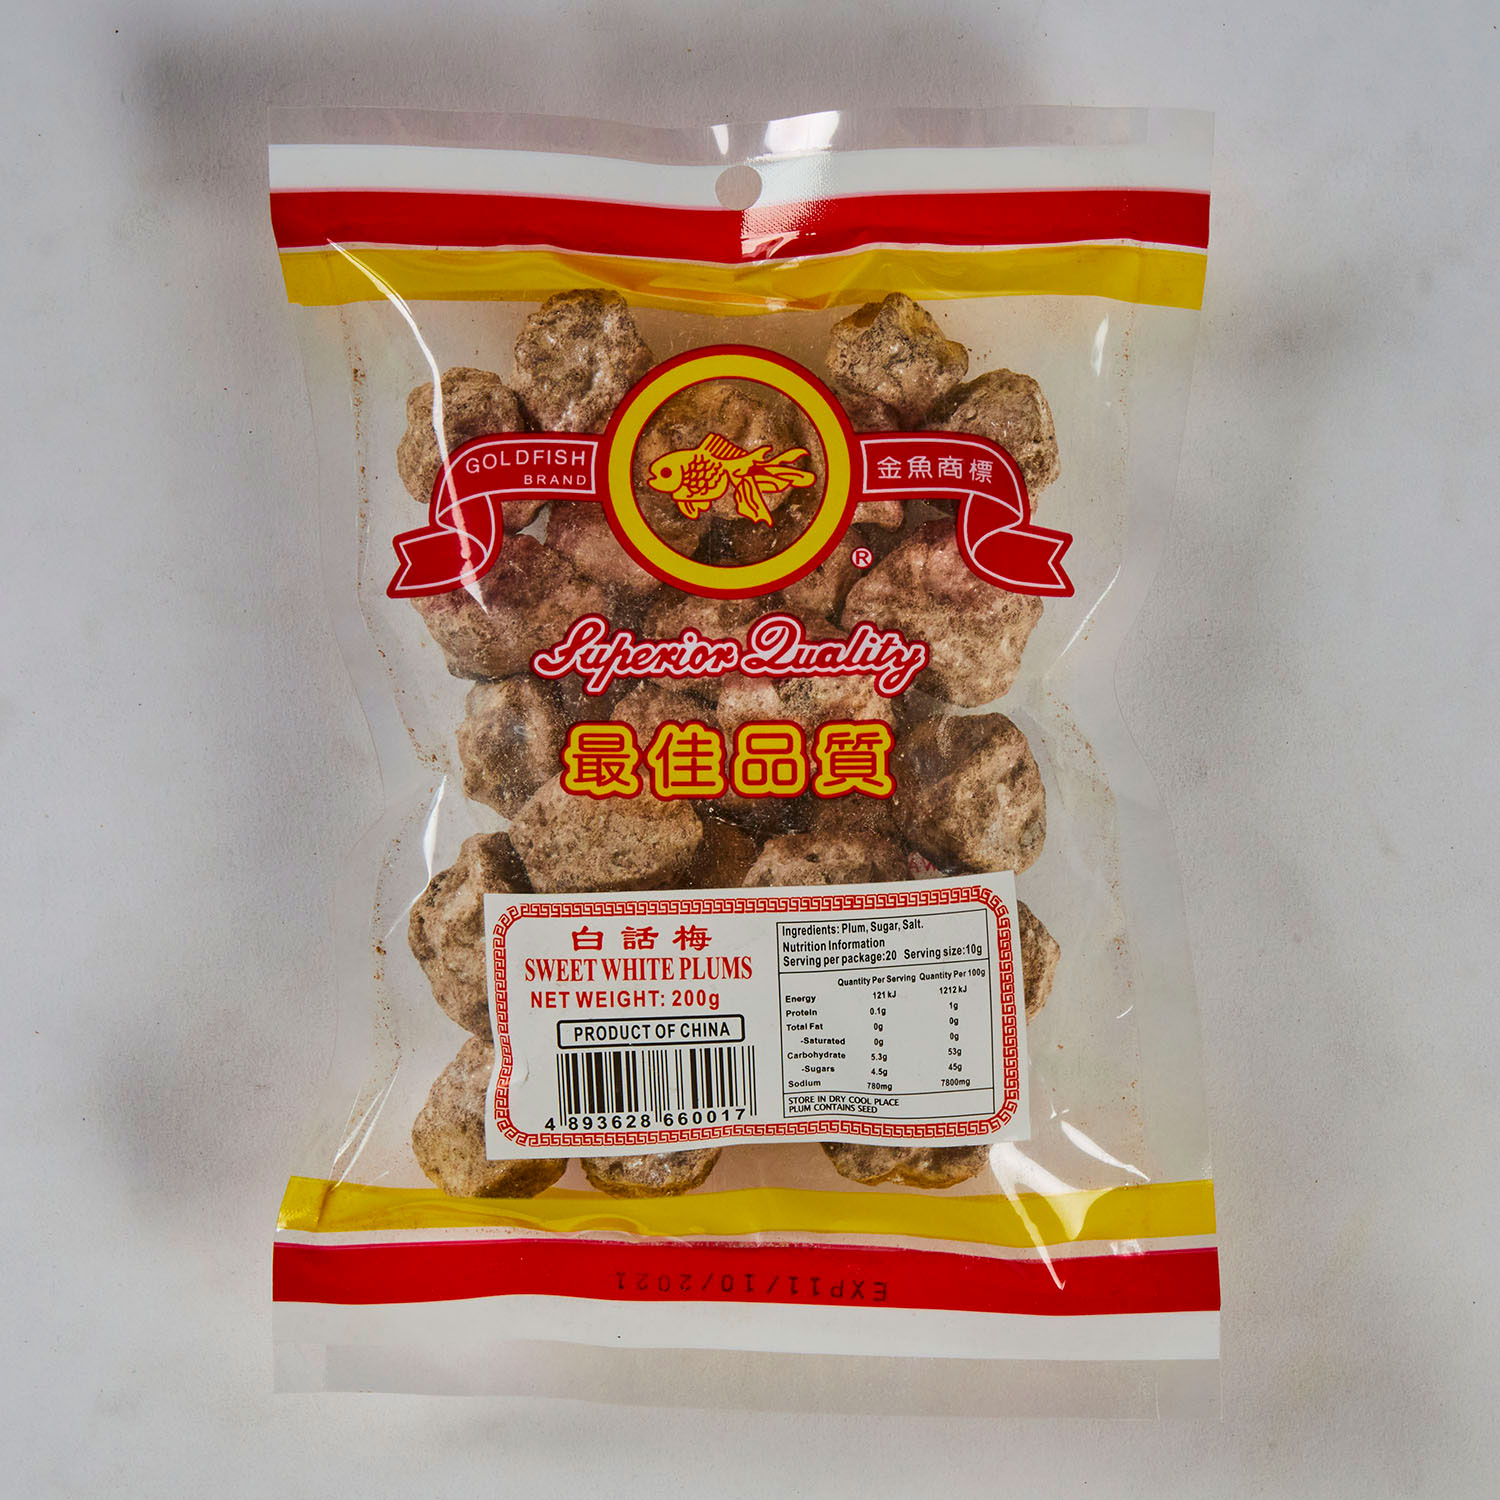 GOLDFISH
BRAND
金魚商標
®
Superior Quality
最佳品質
白話梅
SWEET WHITE PLUMS
NET WEIGHT: 200g
PRODUCT OF CHINA
4 893628 660017
Ingredients: Plum, Sugar, Salt.
Nutrition Information
Serving per package:20 Serving size:10g
Quantity Per Serving Quantity Per 100g
Energy 121 kJ 1212 kJ
Protein 0.1g 1g
Total Fat 0g 0g
-Saturated 0g 0g
Carbohydrate 5.3g 53g
-Sugars 4.5g 45g
Sodium 780mg 7800mg
STORE IN DRY COOL PLACE
PLUM CONTAINS SEED
EXP11/10/2021